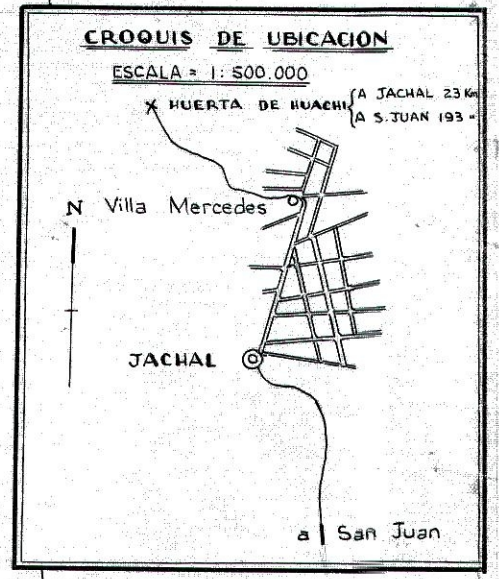 CROQUIS DE UBICACION
ESCALA = 1: 500.000
HUERTA DE HUACHI { A JACHAL 23 Km
A S. JUAN 193 "
N
Villa Mercedes
JACHAL
a San Juan